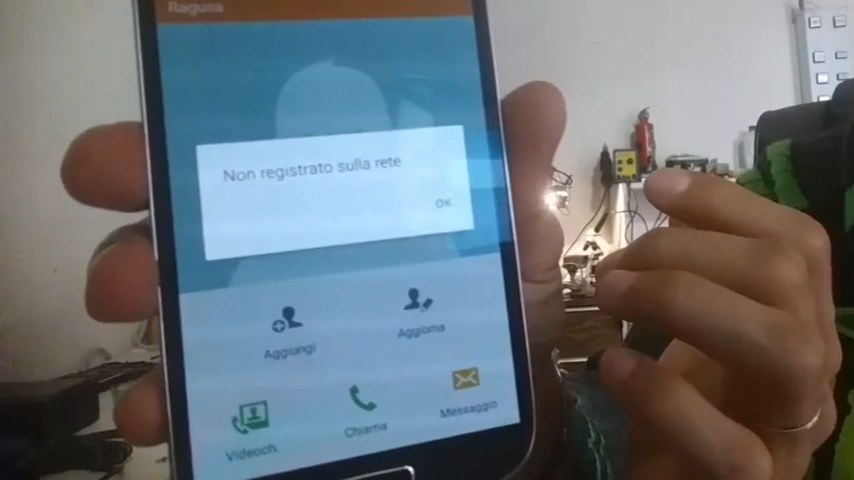 Ragusa
Non registrato sulla rete
OK
Aggiungi
Aggiorna
Videoch.
Chiama
Messaggio